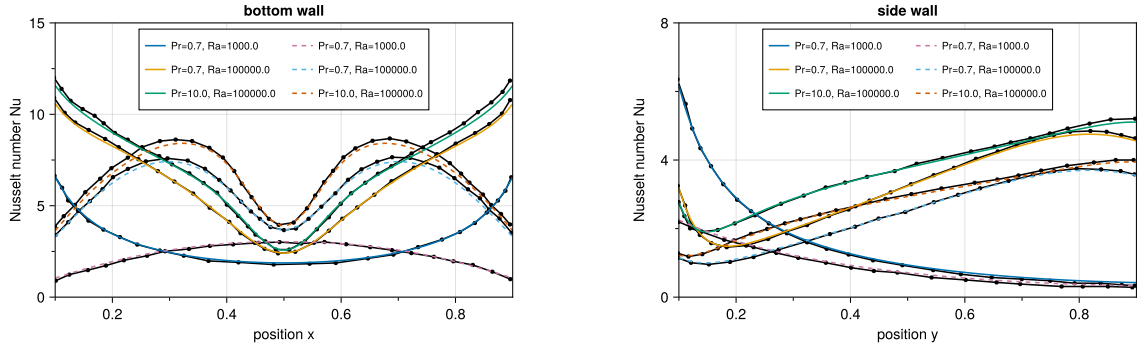 bottom wall
Nusselt number Nu
15
10
5
0
Pr=0.7, Ra=1000.0 Pr=0.7, Ra=1000.0
Pr=0.7, Ra=100000.0 Pr=0.7, Ra=100000.0
Pr=10.0, Ra=100000.0 Pr=10.0, Ra=100000.0
0.2 0.4 0.6 0.8
position x
side wall
Nusselt number Nu
8
4
0
Pr=0.7, Ra=1000.0 Pr=0.7, Ra=1000.0
Pr=0.7, Ra=100000.0 Pr=0.7, Ra=100000.0
Pr=10.0, Ra=100000.0 Pr=10.0, Ra=100000.0
0.2 0.4 0.6 0.8
position y